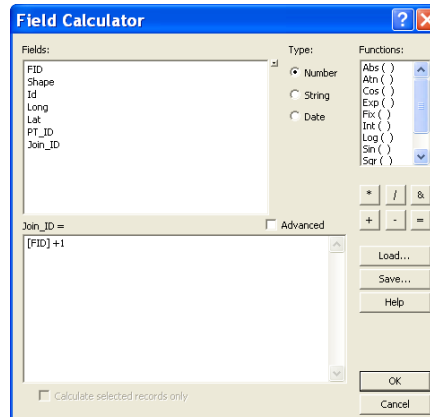 Field Calculator
Fields:
Type:
Functions:
FID
Shape
Id
Long
Lat
PT_ID
Join_ID
Number
String
Date
Abs ( )
Atn ( )
Cos ( )
Exp ( )
Fix ( )
Int ( )
Log ( )
Sin ( )
Sqr ( )
* / &
+ - =
Join_ID =
Advanced
[FID] +1
Load...
Save...
Help
Calculate selected records only
OK
Cancel